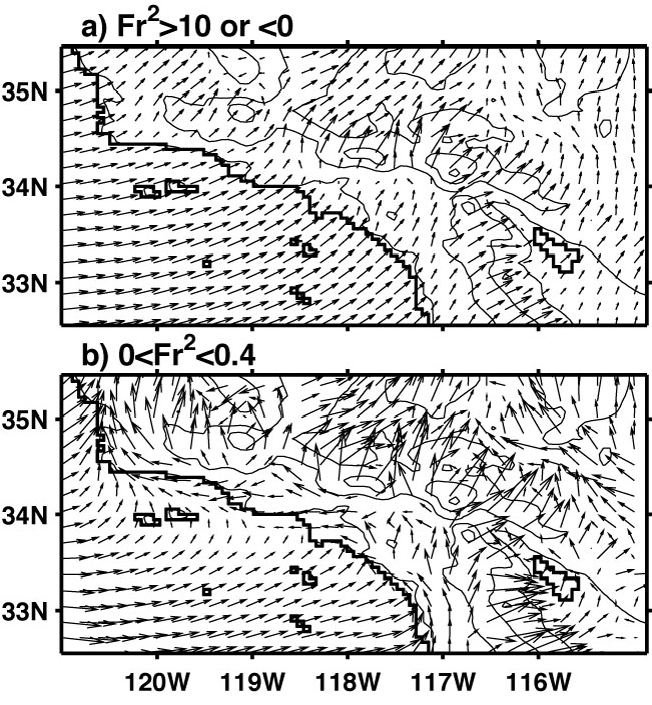 a) Fr²>10 or <0
35N
34N
33N
b) 0<Fr²<0.4
35N
34N
33N
120W 119W 118W 117W 116W